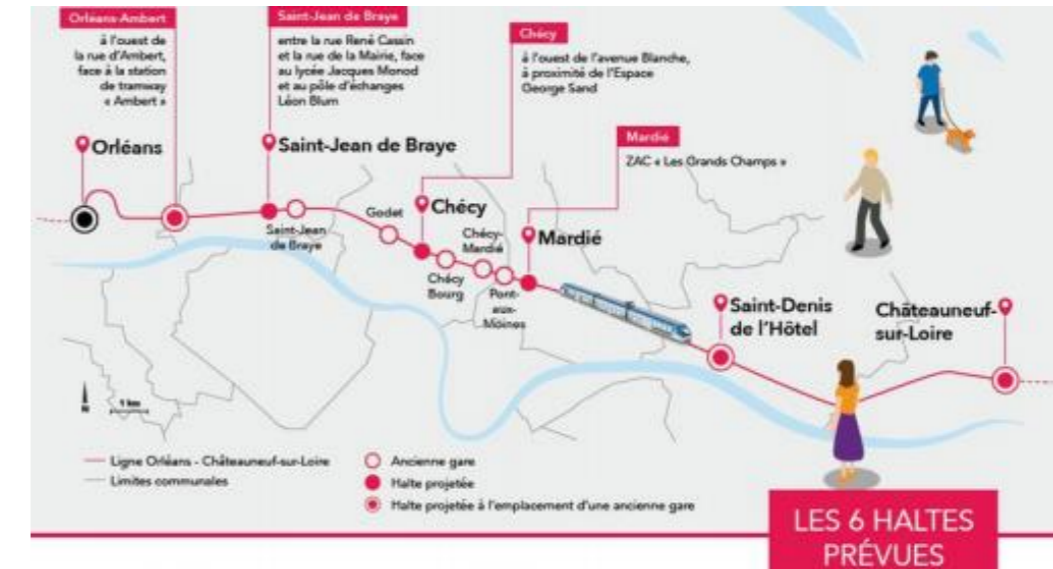 Orléans-Ambert
à l'ouest de
la rue d'Ambert,
face à la station
de tramway
« Ambert »
Saint-Jean de Braye
entre la rue René Cassin
et la rue de la Mairie, face
au lycée Jacques Monod
et au pôle d'échanges
Léon Blum
Chécy
à l'ouest de l'avenue Blanche,
à proximité de l'Espace
George Sand
Mardié
ZAC « Les Grands Champs »
Orléans
Saint-Jean de Braye
Saint-Jean
de Braye
Godet
Chécy
Chécy
Bourg
Chécy-
Mardié
Pont-
aux-
Moines
Mardié
Saint-Denis
de l'Hôtel
Châteauneuf-
sur-Loire
N
1 km
Ligne Orléans - Châteauneuf-sur-Loire
Limites communales
Ancienne gare
Halte projetée
Halte projetée à l'emplacement d'une ancienne gare
LES 6 HALTES
PRÉVUES